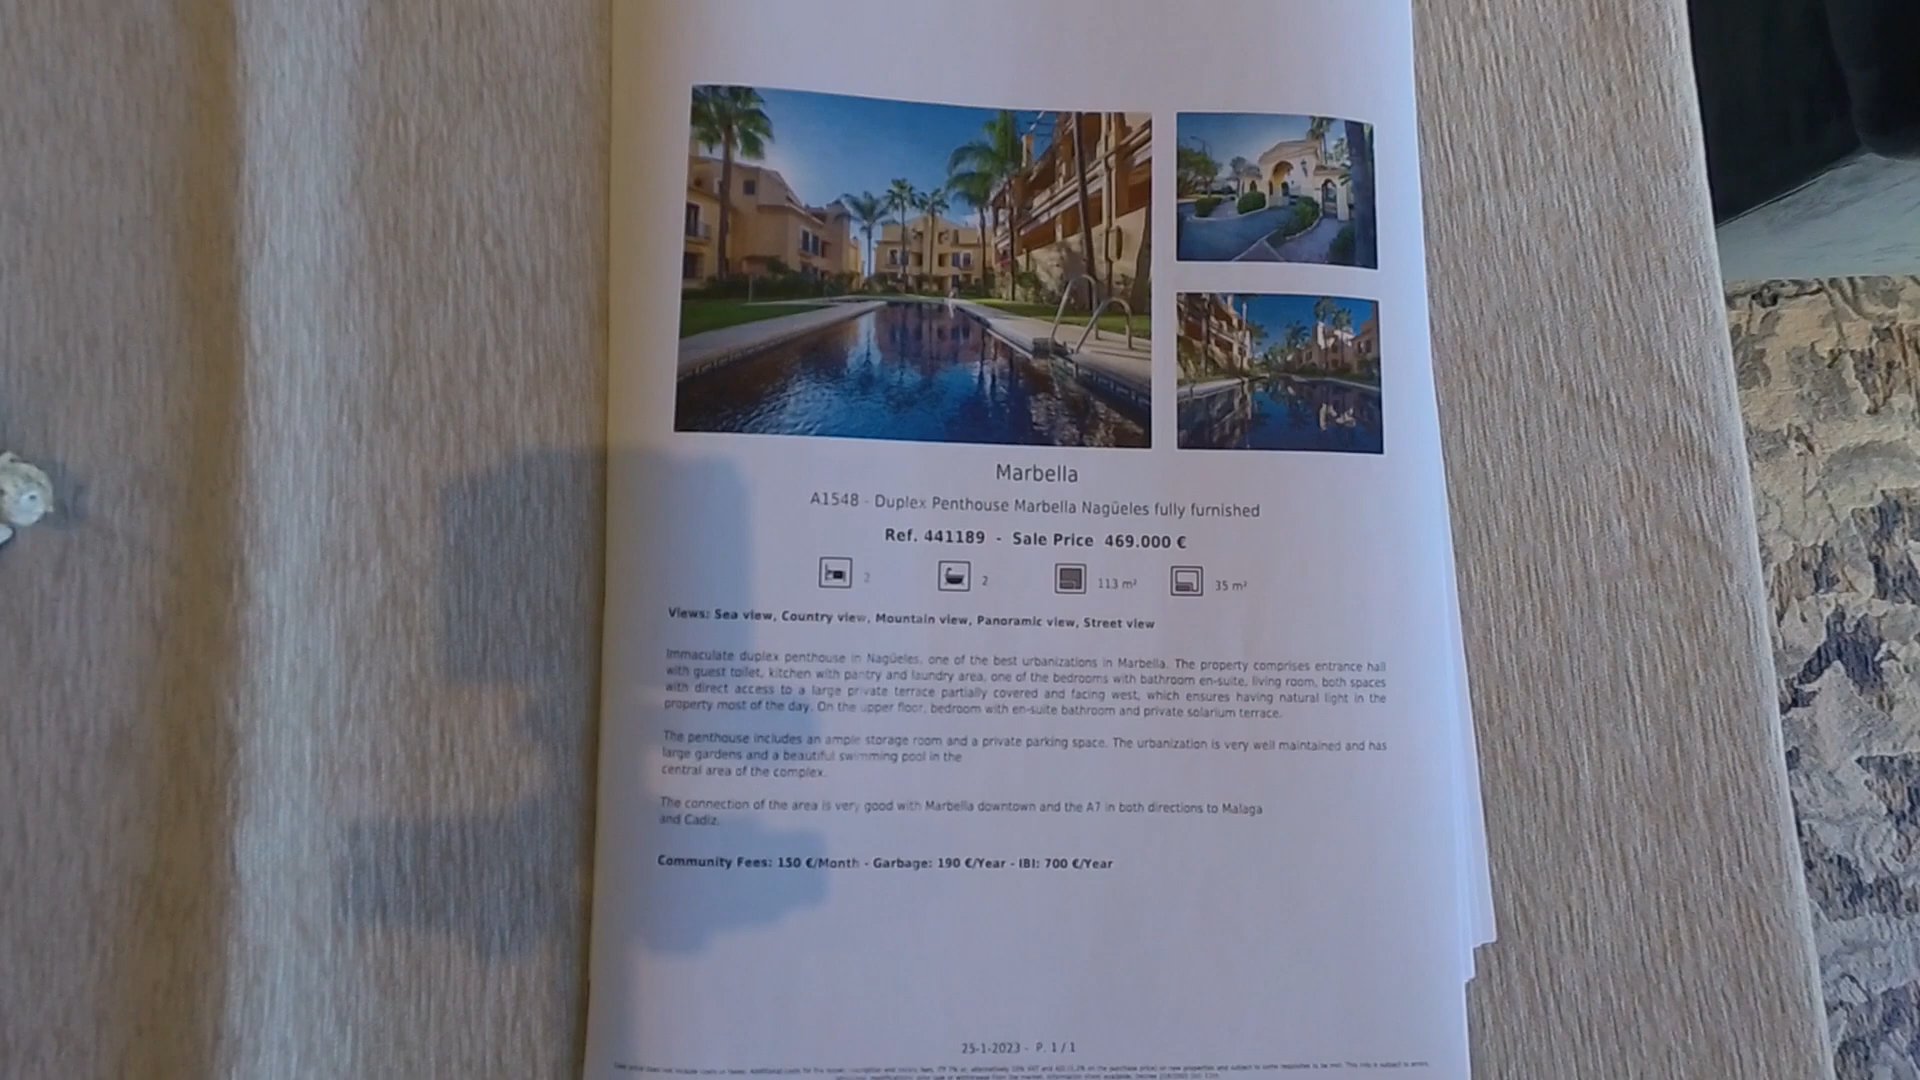 Marbella
A1548 - Duplex Penthouse Marbella Nagüeles fully furnished
Ref. 441189 - Sale Price 469.000 €
2 2 113 m² 35 m²
Views: Sea view, Country view, Mountain view, Panoramic view, Street view
Immaculate duplex penthouse in Nagüeles, one of the best urbanizations in Marbella. The property comprises entrance hall
with guest toilet, kitchen with pantry and laundry area, one of the bedrooms with bathroom en-suite, living room, both spaces
with direct access to a large private terrace partially covered and facing west, which ensures having natural light in the
property most of the day. On the upper floor, bedroom with en-suite bathroom and private solarium terrace.
The penthouse includes an ample storage room and a private parking space. The urbanization is very well maintained and has
large gardens and a beautiful swimming pool in the
central area of the complex.
The connection of the area is very good with Marbella downtown and the A7 in both directions to Malaga
and Cadiz.
Community Fees: 150 €/Month - Garbage: 190 €/Year - IBI: 700 €/Year
25-1-2023 - P. 1 / 1